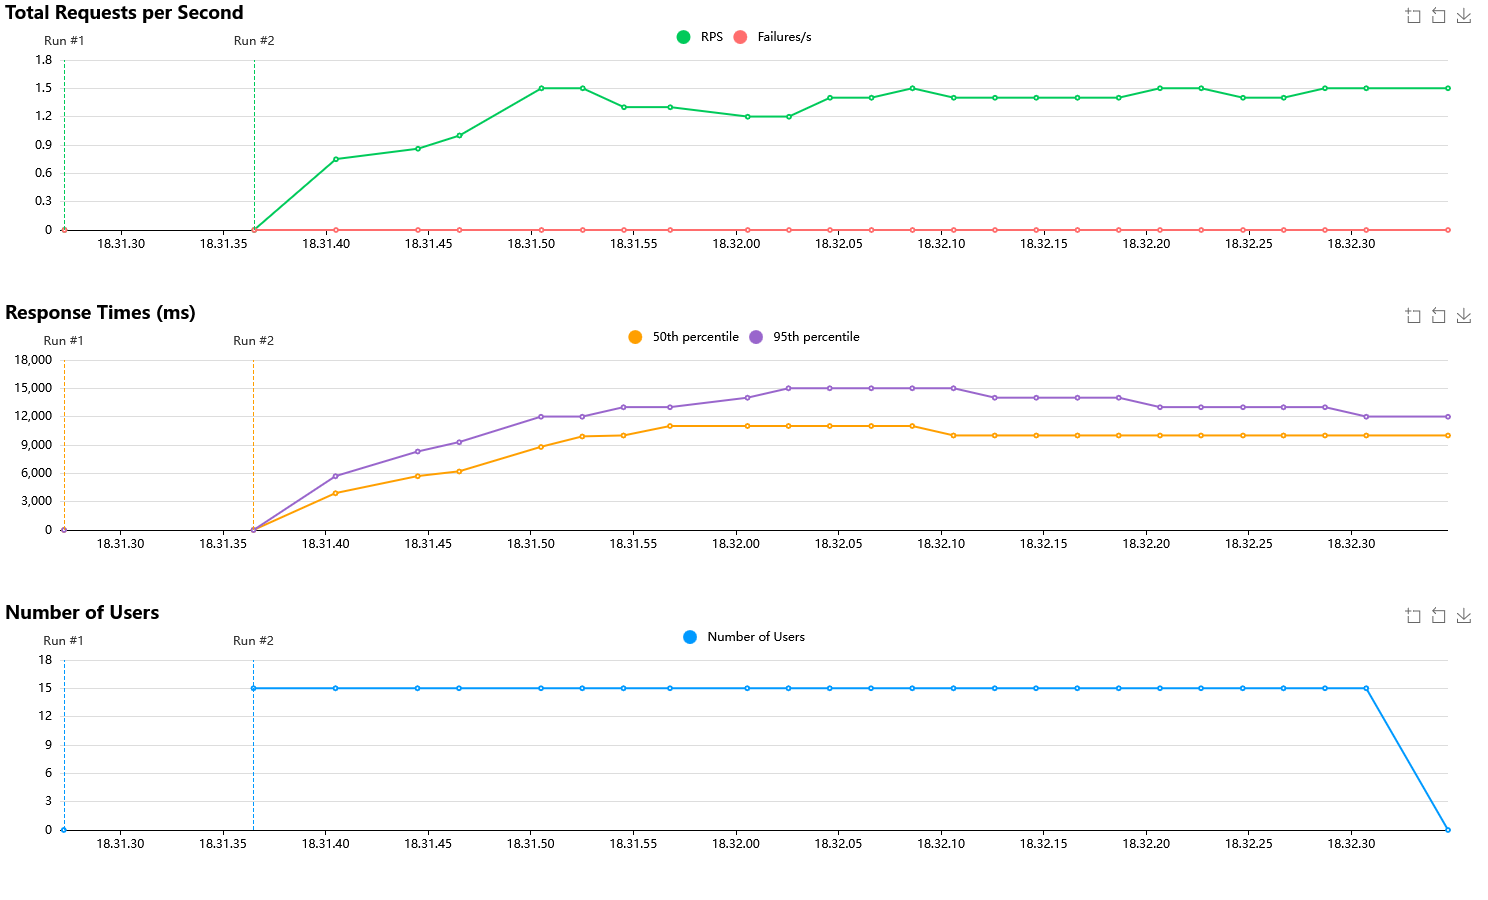 Total Requests per Second
Run #1 Run #2 RPS Failures/s
1.8
1.5
1.2
0.9
0.6
0.3
0
18.31.30 18.31.35 18.31.40 18.31.45 18.31.50 18.31.55 18.32.00 18.32.05 18.32.10 18.32.15 18.32.20 18.32.25 18.32.30
Response Times (ms)
Run #1 Run #2 50th percentile 95th percentile
18,000
15,000
12,000
9,000
6,000
3,000
0
18.31.30 18.31.35 18.31.40 18.31.45 18.31.50 18.31.55 18.32.00 18.32.05 18.32.10 18.32.15 18.32.20 18.32.25 18.32.30
Number of Users
Run #1 Run #2 Number of Users
18
15
12
9
6
3
0
18.31.30 18.31.35 18.31.40 18.31.45 18.31.50 18.31.55 18.32.00 18.32.05 18.32.10 18.32.15 18.32.20 18.32.25 18.32.30